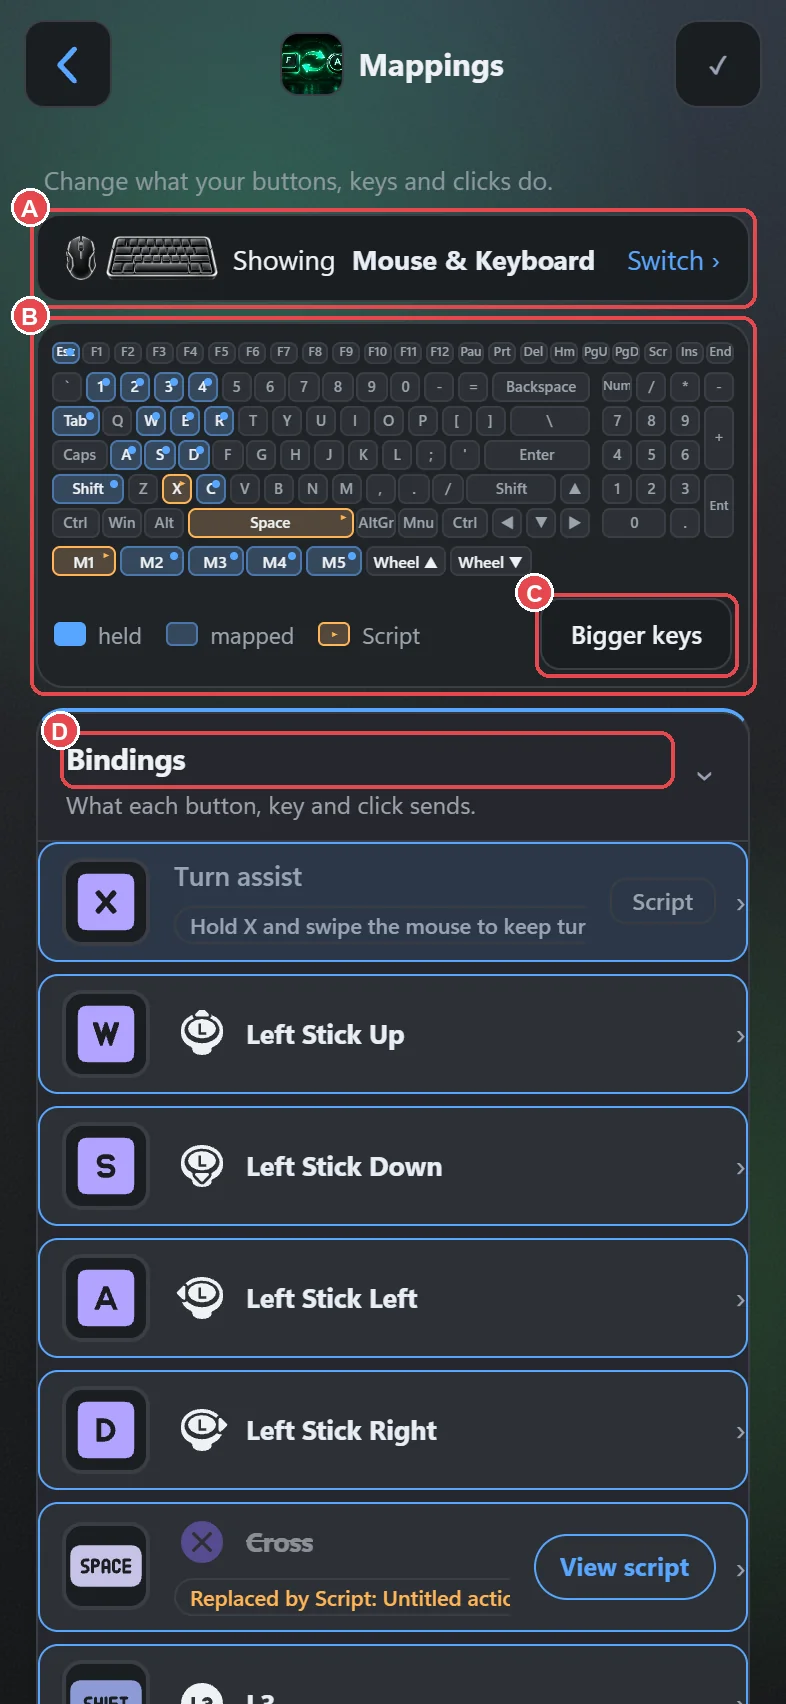 Mappings
✓
Change what your buttons, keys and clicks do.
A
Showing Mouse & Keyboard Switch ›
B
Esc F1 F2 F3 F4 F5 F6 F7 F8 F9 F10 F11 F12 Pau Prt Del Hm PgU PgD Scr Ins End
` 1 2 3 4 5 6 7 8 9 0 - = Backspace Num / * -
Tab Q W E R T Y U I O P [ ] \ 7 8 9 +
Caps A S D F G H J K L ; ' Enter 4 5 6
Shift Z X C V B N M , . / Shift ▲ 1 2 3 Ent
Ctrl Win Alt Space AltGr Mnu Ctrl ◀ ▼ ▶ 0 .
M1 M2 M3 M4 M5 Wheel ▲ Wheel ▼
C
held mapped Script Bigger keys
D
Bindings
What each button, key and click sends.
X Turn assist Script ›
Hold X and swipe the mouse to keep tur
W L Left Stick Up ›
S L Left Stick Down ›
A L Left Stick Left ›
D L Left Stick Right ›
SPACE Cross View script ›
Replaced by Script: Untitled actic
SHIFT L3 L3